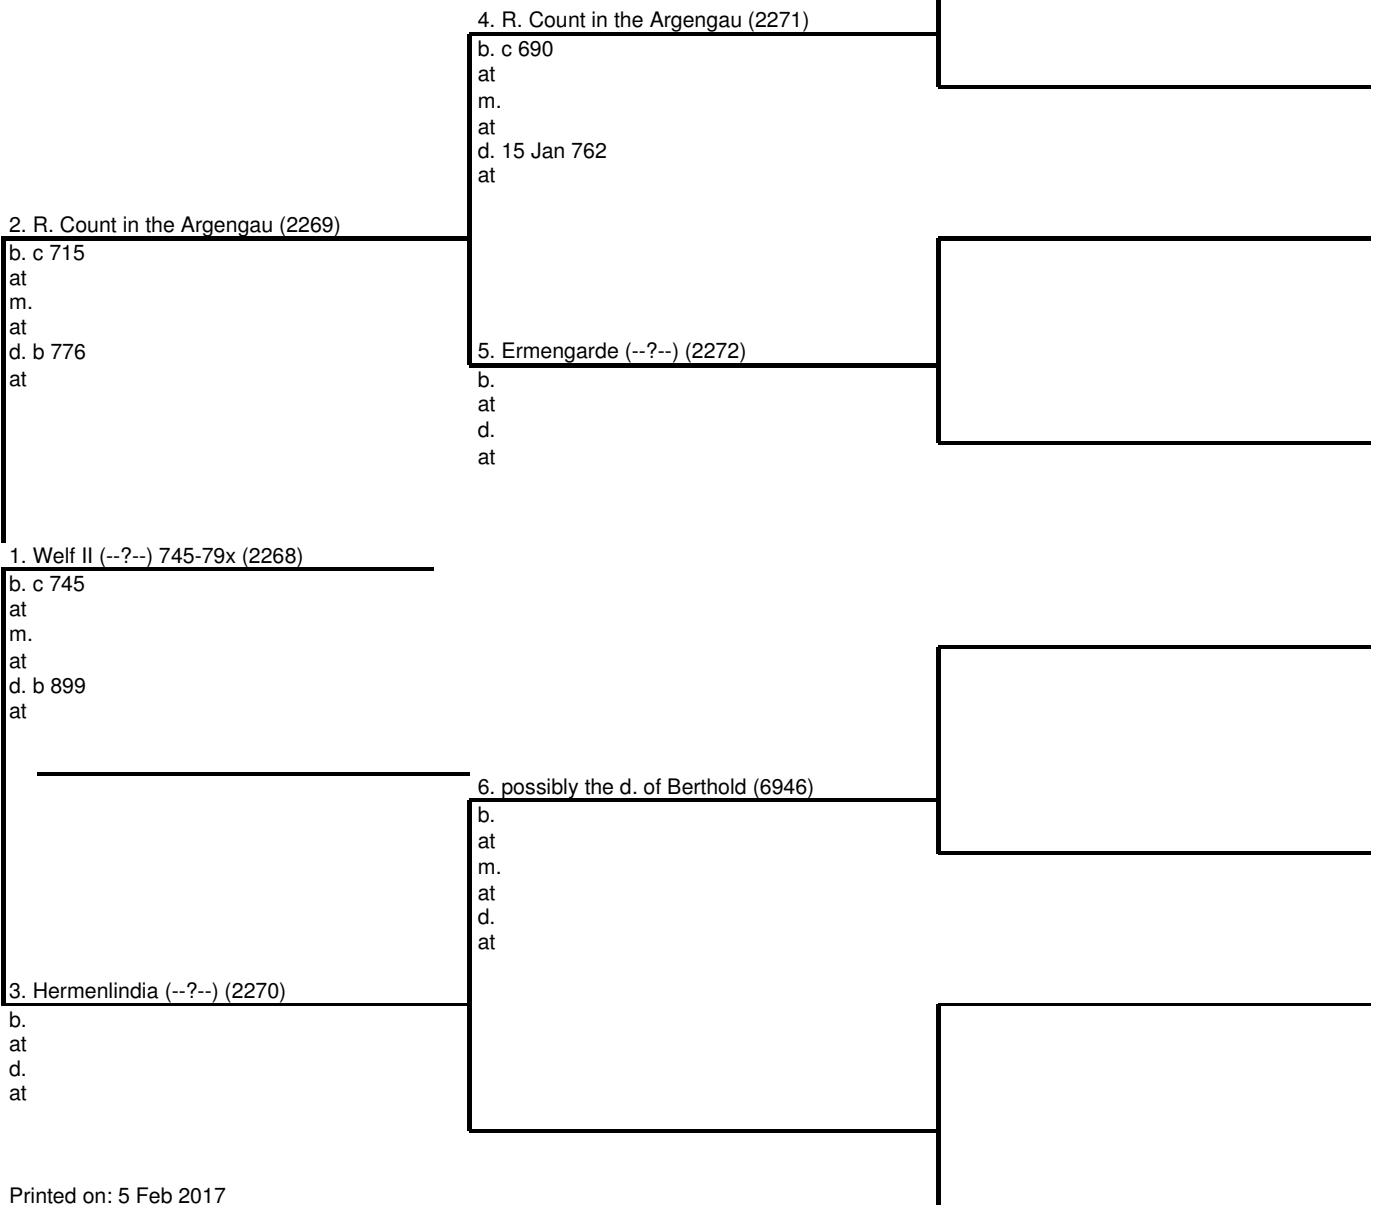 4. R. Count in the Argengau (2271)
b. c 690
at
m.
at
d. 15 Jan 762
at
2. R. Count in the Argengau (2269)
b. c 715
at
m.
at
d. b 776
at
5. Ermengarde (--?--) (2272)
b.
at
d.
at
1. Welf II (--?--) 745-79x (2268)
b. c 745
at
m.
at
d. b 899
at
6. possibly the d. of Berthold (6946)
b.
at
m.
at
d.
at
3. Hermenlindia (--?--) (2270)
b.
at
d.
at
Printed on: 5 Feb 2017